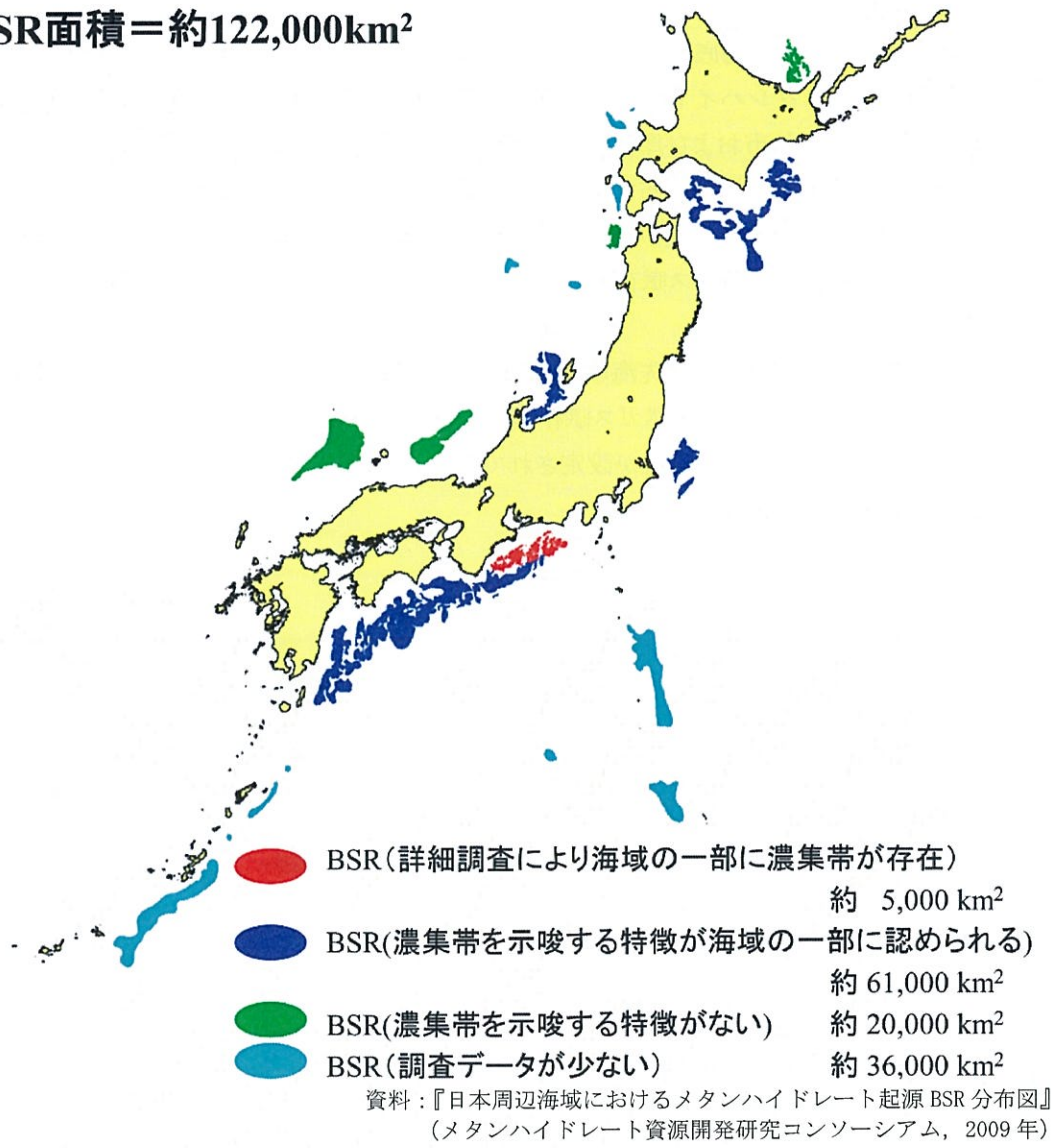 SR面積＝約122,000km²
BSR（詳細調査により海域の一部に濃集帯が存在）
約 5,000 km²
BSR(濃集帯を示唆する特徴が海域の一部に認められる)
約 61,000 km²
BSR(濃集帯を示唆する特徴がない) 約 20,000 km²
BSR（調査データが少ない） 約 36,000 km²
資料：『日本周辺海域におけるメタンハイドレート起源 BSR 分布図』
（メタンハイドレート資源開発研究コンソーシアム，2009 年）